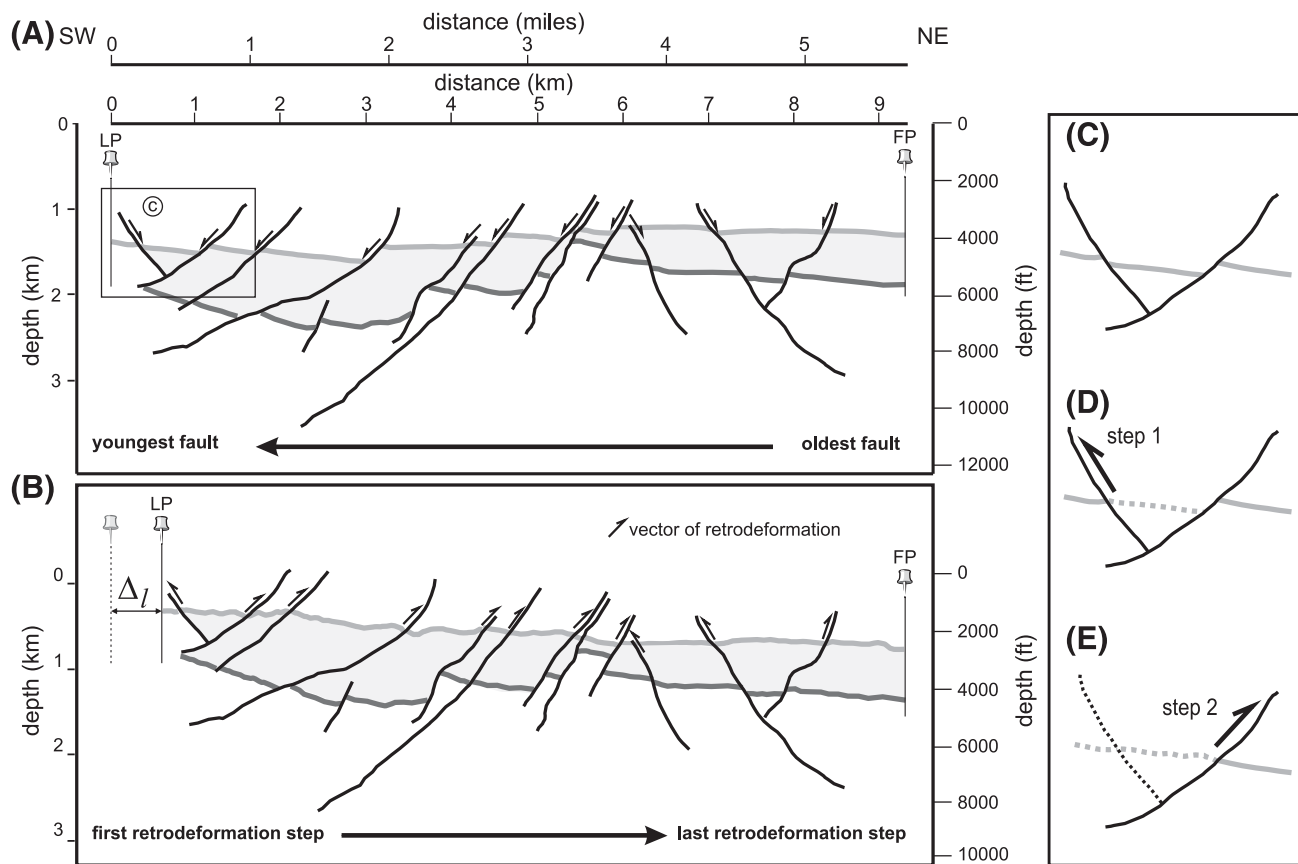 (A) SW
distance (miles)
NE
0 1 2 3 4 5
distance (km)
0 1 2 3 4 5 6 7 8 9
0
1
2
3
depth (km)
LP
FP
C
0
2000
4000
6000
8000
10000
12000
depth (ft)
youngest fault
oldest fault
(B)
LP
FP
Δl
vector of retrodeformation
0
1
2
3
depth (km)
0
2000
4000
6000
8000
10000
depth (ft)
first retrodeformation step
last retrodeformation step
(C)
(D)
step 1
(E)
step 2